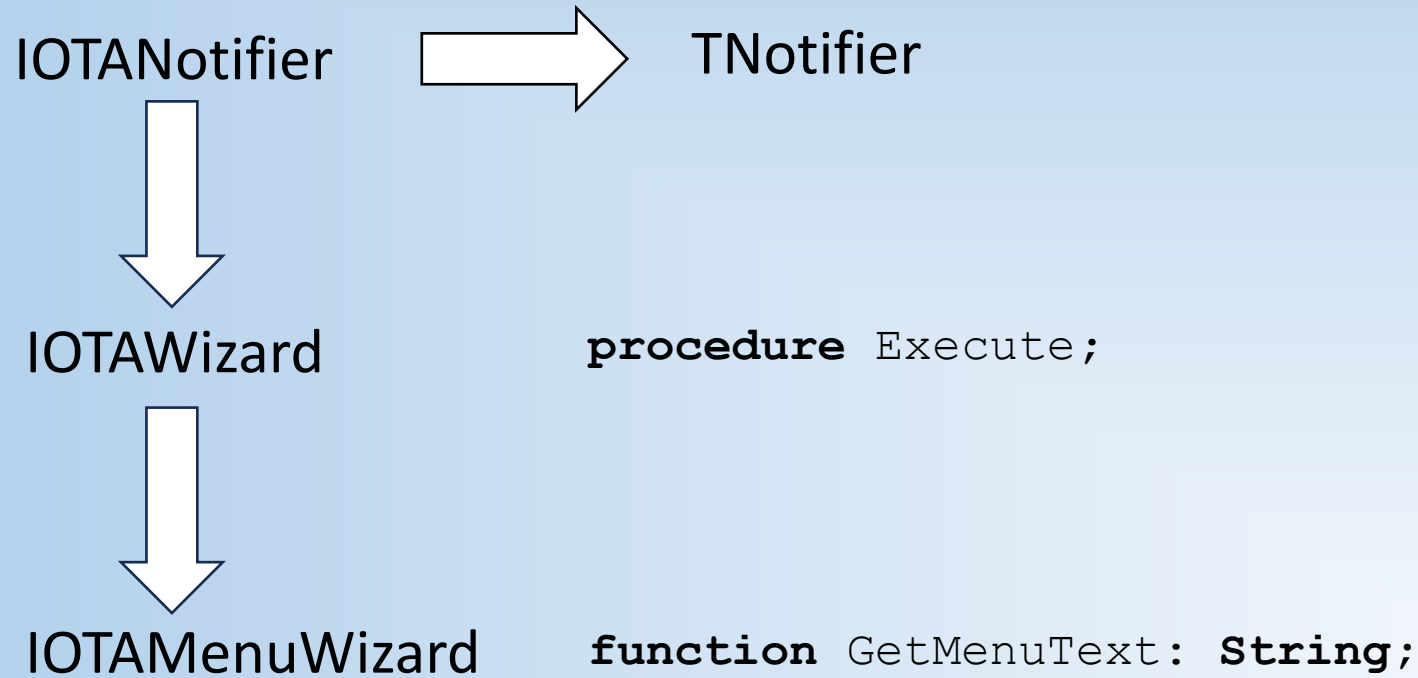 IOTANotifier TNotifier
IOTAWizard procedure Execute;
IOTAMenuWizard function GetMenuText: String;